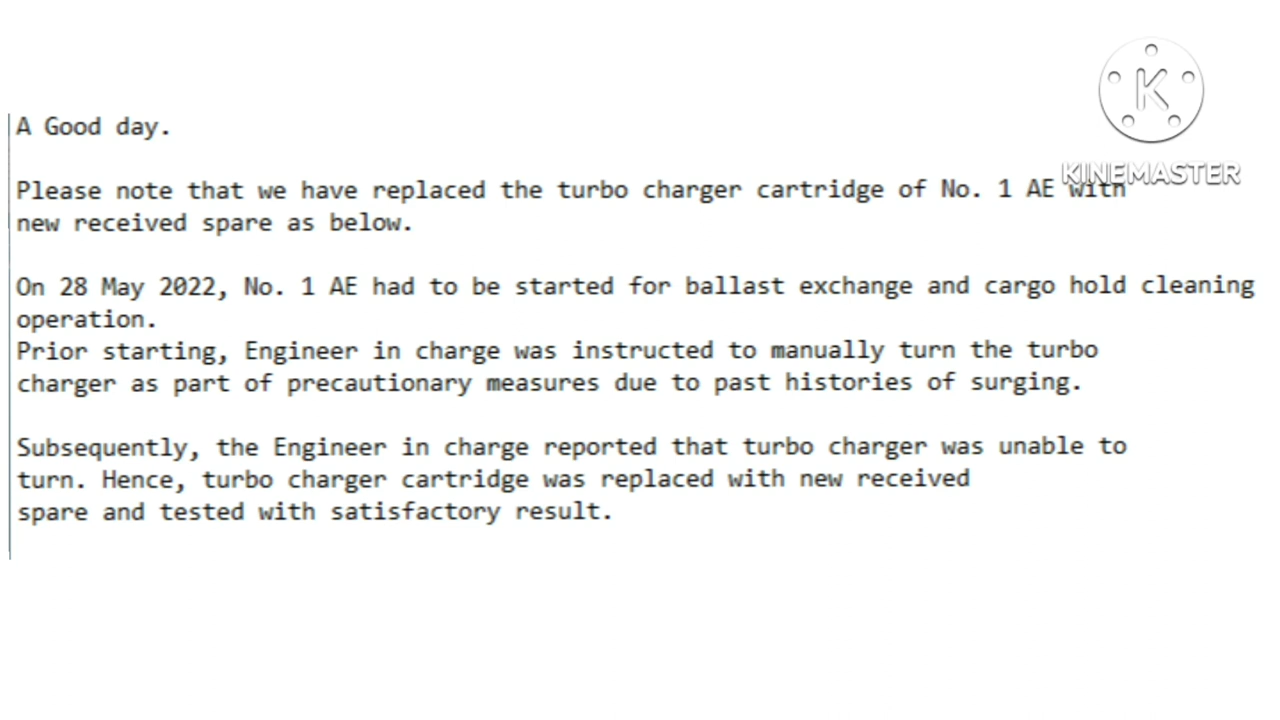 A Good day.
Please note that we have replaced the turbo charger cartridge of No. 1 AE with
new received spare as below.
On 28 May 2022, No. 1 AE had to be started for ballast exchange and cargo hold cleaning
operation.
Prior starting, Engineer in charge was instructed to manually turn the turbo
charger as part of precautionary measures due to past histories of surging.
Subsequently, the Engineer in charge reported that turbo charger was unable to
turn. Hence, turbo charger cartridge was replaced with new received
spare and tested with satisfactory result.
K
KINEMASTER